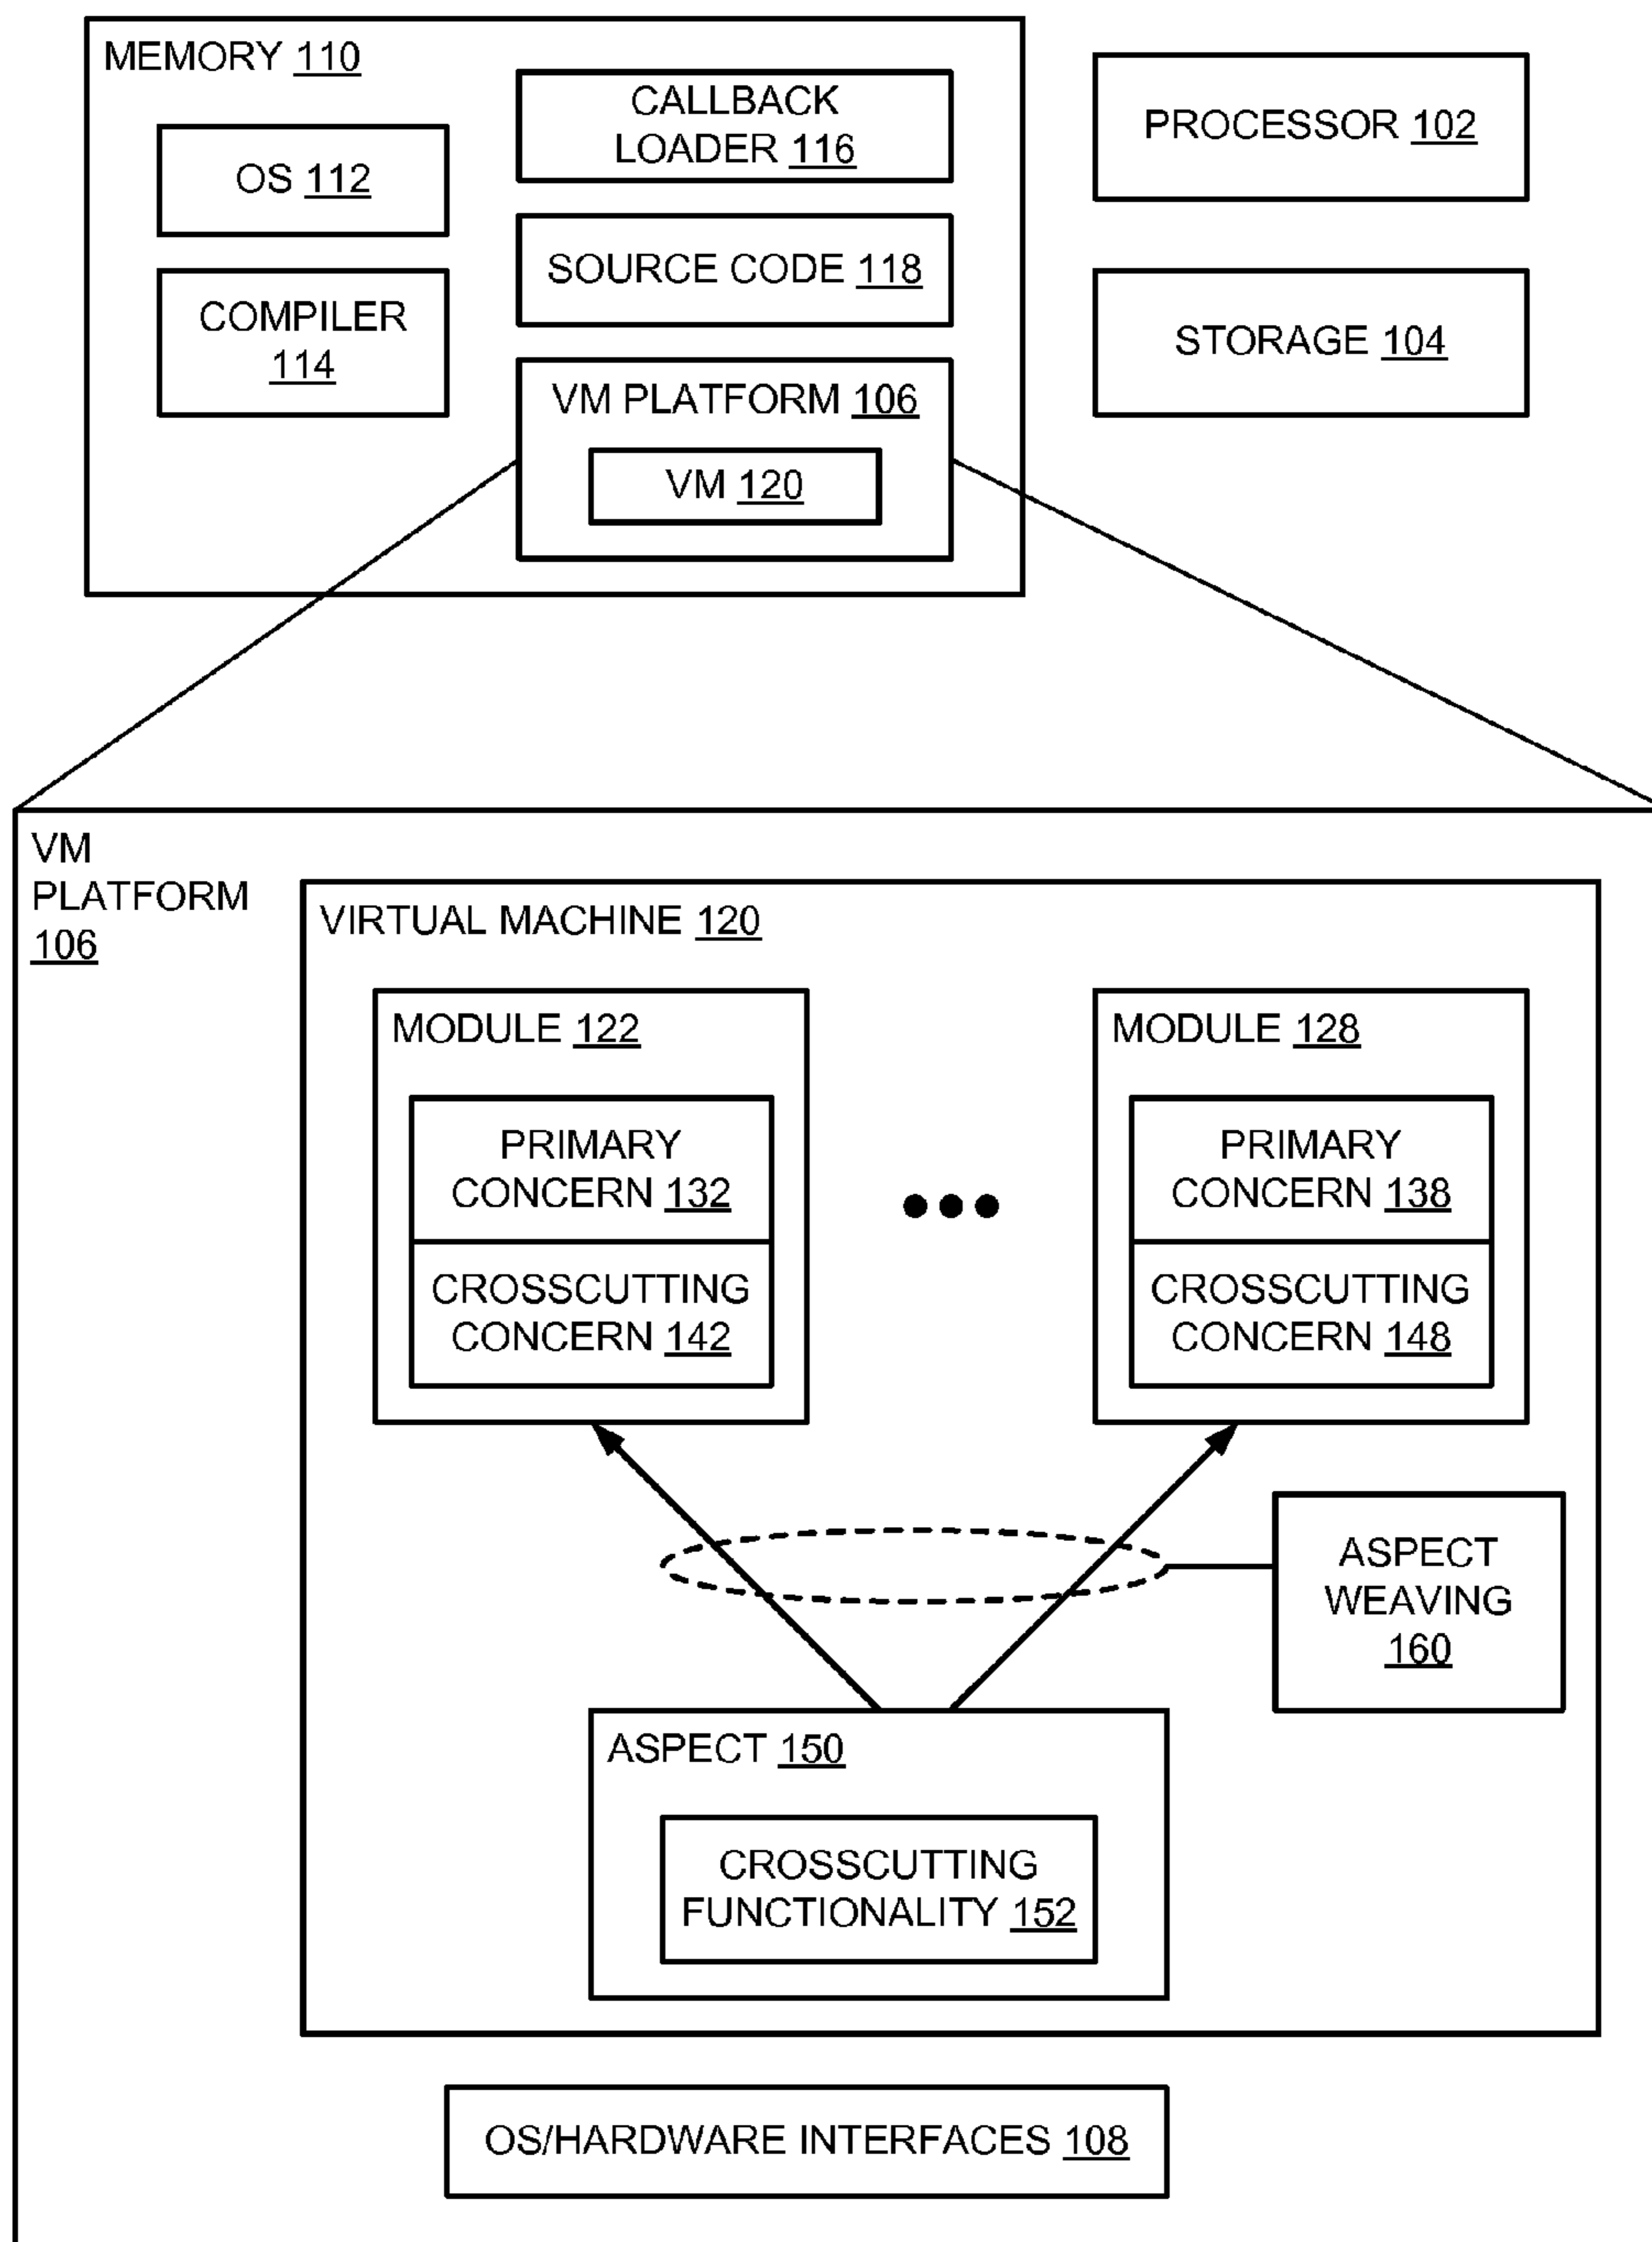 MEMORY 110
CALLBACK
LOADER 116
OS 112
SOURCE CODE 118
COMPILER
114
VM PLATFORM 106
VM 120
PROCESSOR 102
STORAGE 104
VM
PLATFORM
106
VIRTUAL MACHINE 120
MODULE 122
PRIMARY
CONCERN 132
CROSSCUTTING
CONCERN 142
MODULE 128
PRIMARY
CONCERN 138
CROSSCUTTING
CONCERN 148
ASPECT
WEAVING
160
ASPECT 150
CROSSCUTTING
FUNCTIONALITY 152
OS/HARDWARE INTERFACES 108